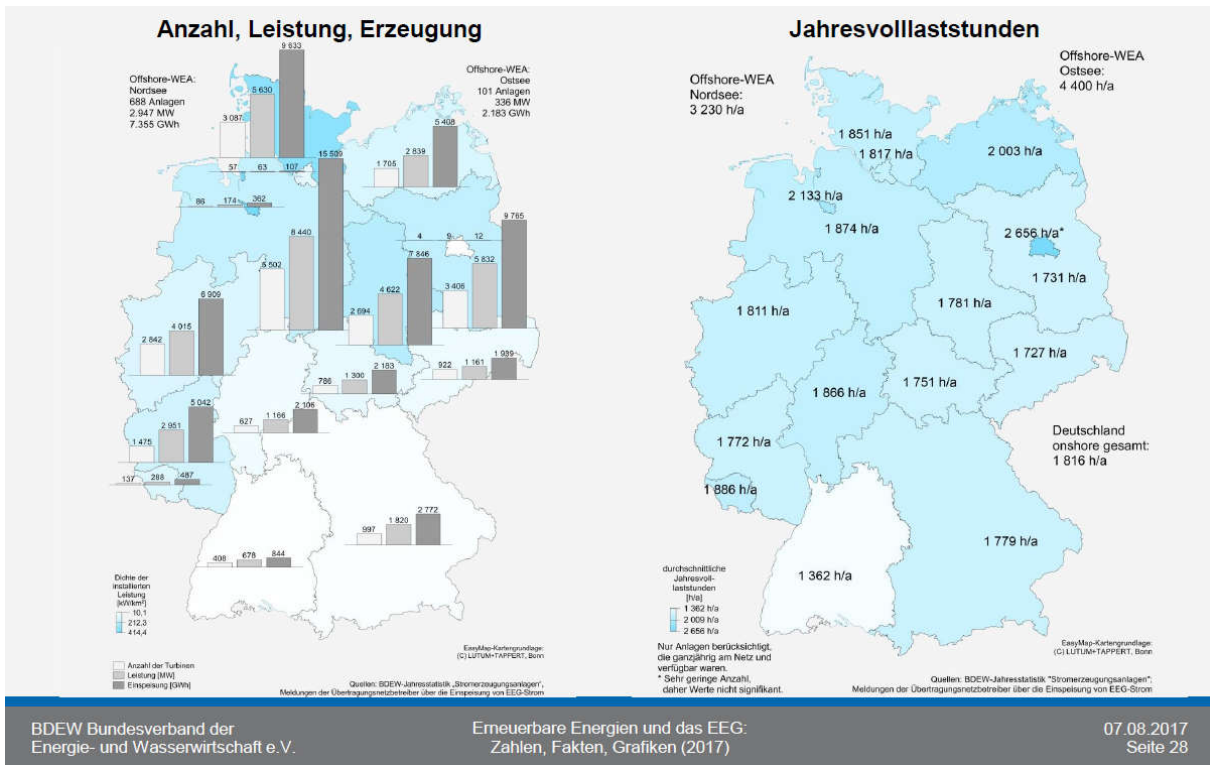 Anzahl, Leistung, Erzeugung
Offshore-WEA:
Nordsee
688 Anlagen
2.947 MW
7.355 GWh
Offshore-WEA:
Ostsee
101 Anlagen
336 MW
2.183 GWh
3 087
5 630
9 633
57
63
107
86
174
362
1 705
2 839
5 408
5 502
8 440
15 509
4
9
12
2 694
4 622
7 846
3 408
5 832
9 765
2 842
4 015
6 909
786
1 300
2 183
922
1 161
1 939
627
1 166
2 106
1 475
2 951
5 042
137
288
487
997
1 820
2 772
408
678
844
Dichte der
installierten
Leistung
[kW/km²]
10,1
212,3
414,4
Anzahl der Turbinen
Leistung [MW]
Einspeisung [GWh]
EasyMap-Kartengrundlage:
(C) LUTUM+TAPPERT, Bonn
Quellen: BDEW-Jahresstatistik „Stromerzeugungsanlagen",
Meldungen der Übertragungsnetzbetreiber über die Einspeisung von EEG-Strom
Jahresvolllaststunden
Offshore-WEA
Nordsee:
3 230 h/a
Offshore-WEA
Ostsee:
4 400 h/a
1 851 h/a
1 817 h/a
2 003 h/a
2 133 h/a
1 874 h/a
2 656 h/a*
1 731 h/a
1 811 h/a
1 781 h/a
1 727 h/a
1 866 h/a
1 751 h/a
1 772 h/a
1 886 h/a
1 779 h/a
1 362 h/a
Deutschland
onshore gesamt:
1 816 h/a
durchschnittliche
Jahresvoll-
laststunden
[h/a]
1 362 h/a
2 009 h/a
2 656 h/a
Nur Anlagen berücksichtigt,
die ganzjährig am Netz und
verfügbar waren.
* Sehr geringe Anzahl,
daher Werte nicht signifikant.
EasyMap-Kartengrundlage:
(C) LUTUM+TAPPERT, Bonn
Quellen: BDEW-Jahresstatistik "Stromerzeugungsanlagen";
Meldungen der Übertragungsnetzbetreiber über die Einspeisung von EEG-Strom
BDEW Bundesverband der
Energie- und Wasserwirtschaft e.V.
Erneuerbare Energien und das EEG:
Zahlen, Fakten, Grafiken (2017)
07.08.2017
Seite 28